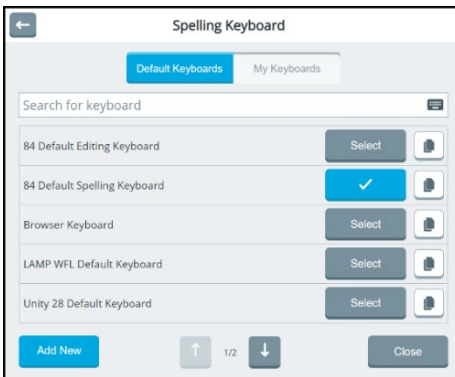 Spelling Keyboard
Default Keyboards My Keyboards
Search for keyboard
84 Default Editing Keyboard Select
84 Default Spelling Keyboard
Browser Keyboard Select
LAMP WFL Default Keyboard Select
Unity 28 Default Keyboard Select
Add New 1/2 Close